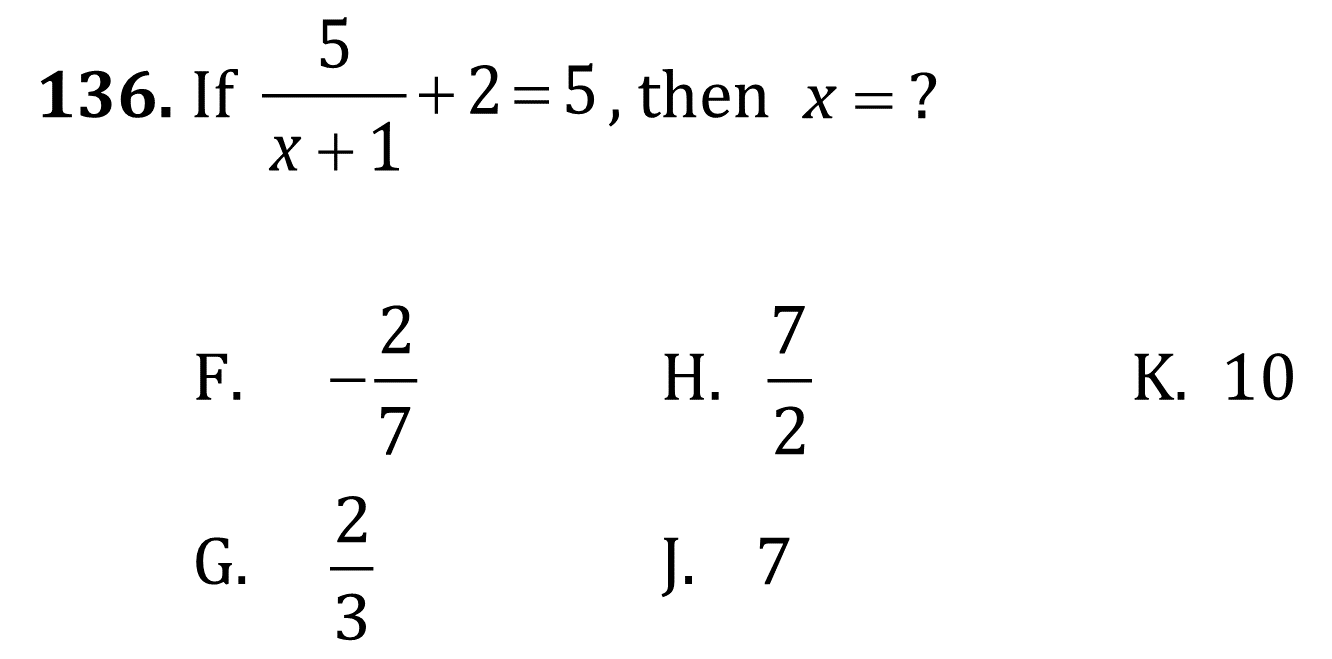 136. If 5/(x + 1) + 2 = 5, then x = ?
F. -2/7 H. 7/2 K. 10
G. 2/3 J. 7